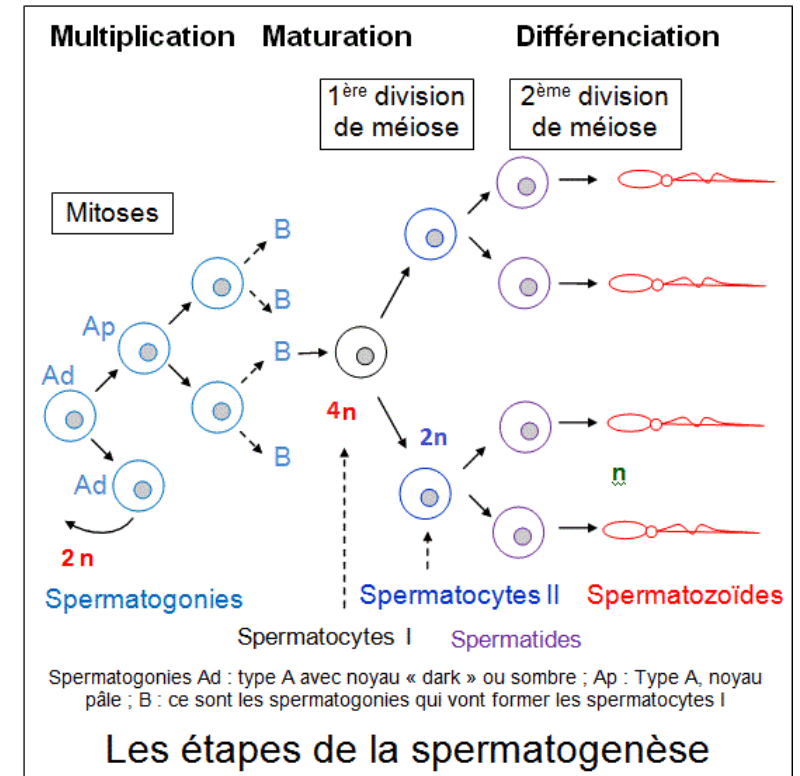 Multiplication Maturation Différenciation
1ère division
de méiose
2ème division
de méiose
Mitoses
B
B
Ap
B
Ad
4n
2n
B
Ad
n
2n
Spermatogonies
Spermatocytes II
Spermatozoïdes
Spermatocytes I
Spermatides
Spermatogonies Ad : type A avec noyau « dark » ou sombre ; Ap : Type A, noyau
pâle ; B : ce sont les spermatogonies qui vont former les spermatocytes I
Les étapes de la spermatogenèse